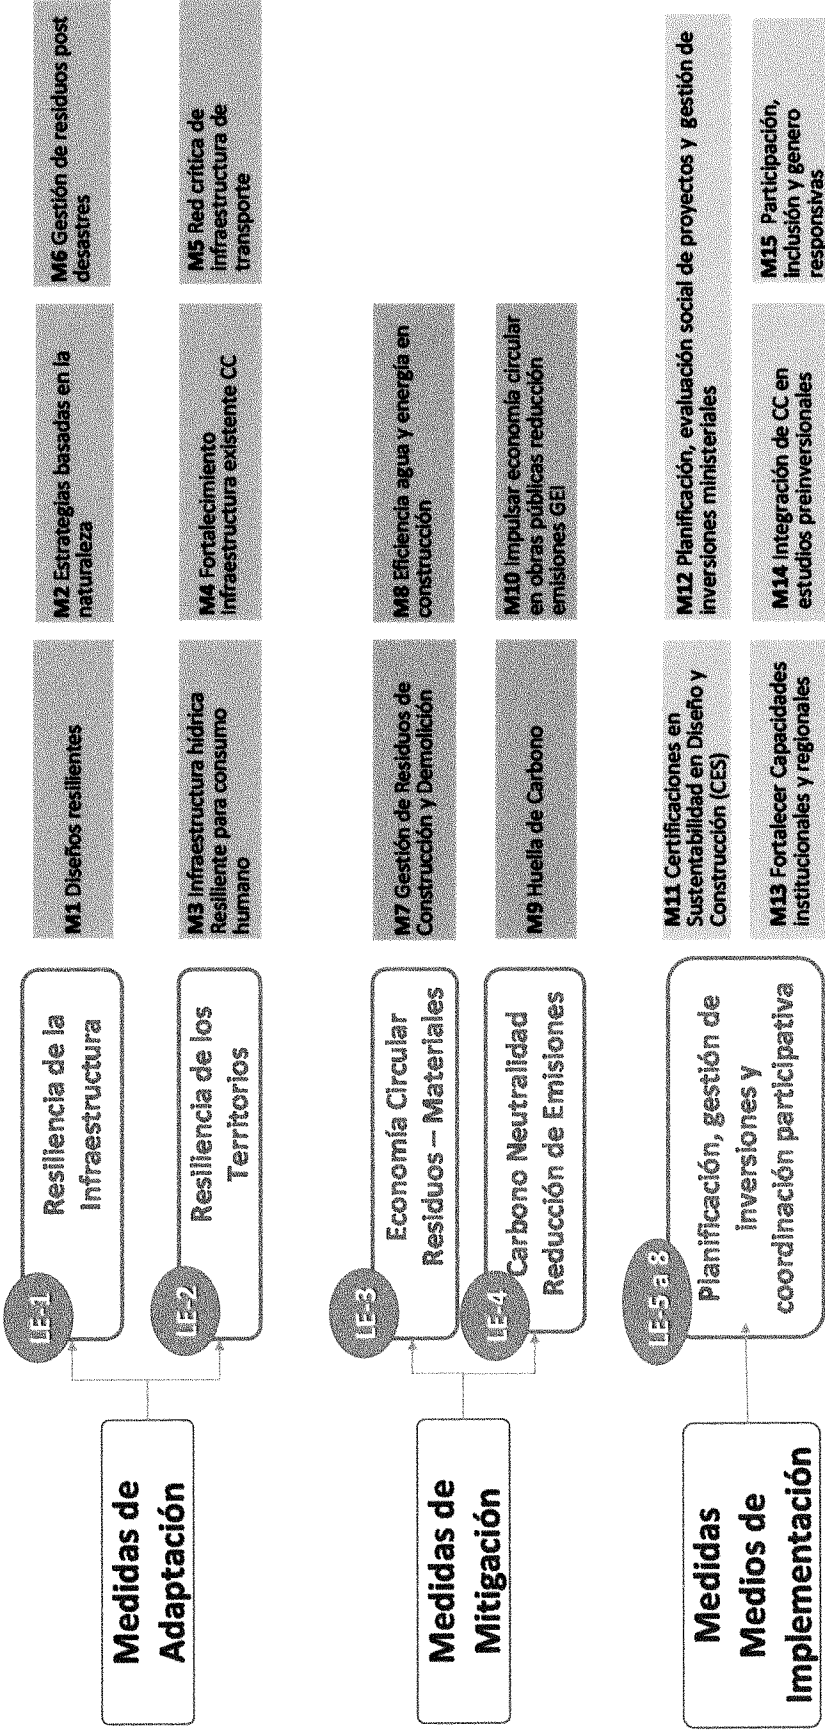 Medidas de
Adaptación
LE-1
Resiliencia de la
Infraestructura
M1 Diseños resilientes
M2 Estrategias basadas en la
naturaleza
M6 Gestión de residuos post
desastres
LE-2
Resiliencia de los
Territorios
M3 Infraestructura hídrica
Resiliente para consumo
humano
M4 Fortalecimiento
infraestructura existente CC
M5 Red crítica de
infraestructura de
transporte
Medidas de
Mitigación
LE-3
Economía Circular
Residuos – Materiales
M7 Gestión de Residuos de
Construcción y Demolición
M8 Eficiencia agua y energía en
construcción
LE-4
Carbono Neutralidad
Reducción de Emisiones
M9 Huella de Carbono
M10 Impulsar economía circular
en obras públicas reducción
emisiones GEI
Medidas
Medios de
Implementación
LE-5 a 8
Planificación, gestión de
inversiones y
coordinación participativa
M11 Certificaciones en
Sustentabilidad en Diseño y
Construcción (CES)
M12 Planificación, evaluación social de proyectos y gestión de
inversiones ministeriales
M13 Fortalecer Capacidades
institucionales y regionales
M14 Integración de CC en
estudios preinversionales
M15 Participación,
inclusión y genero
responsivas